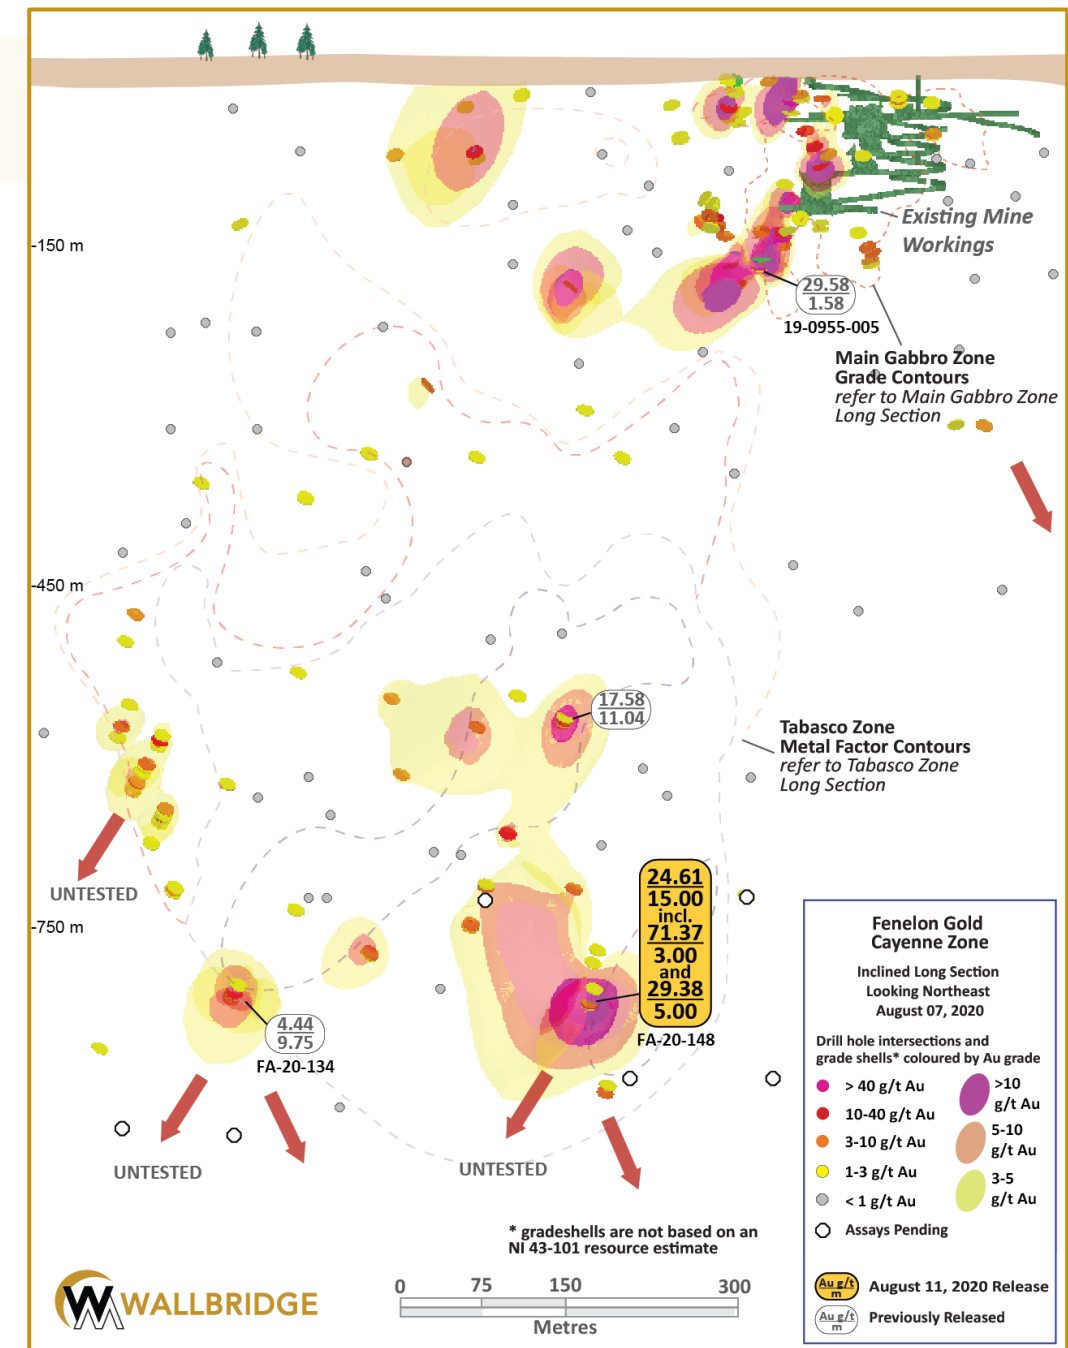 -150 m
Existing Mine
Workings
29.58
1.58
19-0955-005
Main Gabbro Zone
Grade Contours
refer to Main Gabbro Zone
Long Section
-450 m
17.58
11.04
Tabasco Zone
Metal Factor Contours
refer to Tabasco Zone
Long Section
UNTESTED
24.61
15.00
incl.
71.37
3.00
and
29.38
5.00
FA-20-148
-750 m
4.44
9.75
FA-20-134
UNTESTED
UNTESTED
Fenelon Gold
Cayenne Zone
Inclined Long Section
Looking Northeast
August 07, 2020
Drill hole intersections and
grade shells* coloured by Au grade
> 40 g/t Au
10-40 g/t Au
3-10 g/t Au
1-3 g/t Au
< 1 g/t Au
Assays Pending
>10
g/t Au
5-10
g/t Au
3-5
g/t Au
Au g/t
m
August 11, 2020 Release
Au g/t
m
Previously Released
* gradeshells are not based on an
NI 43-101 resource estimate
WALLBRIDGE
0 75 150 300
Metres